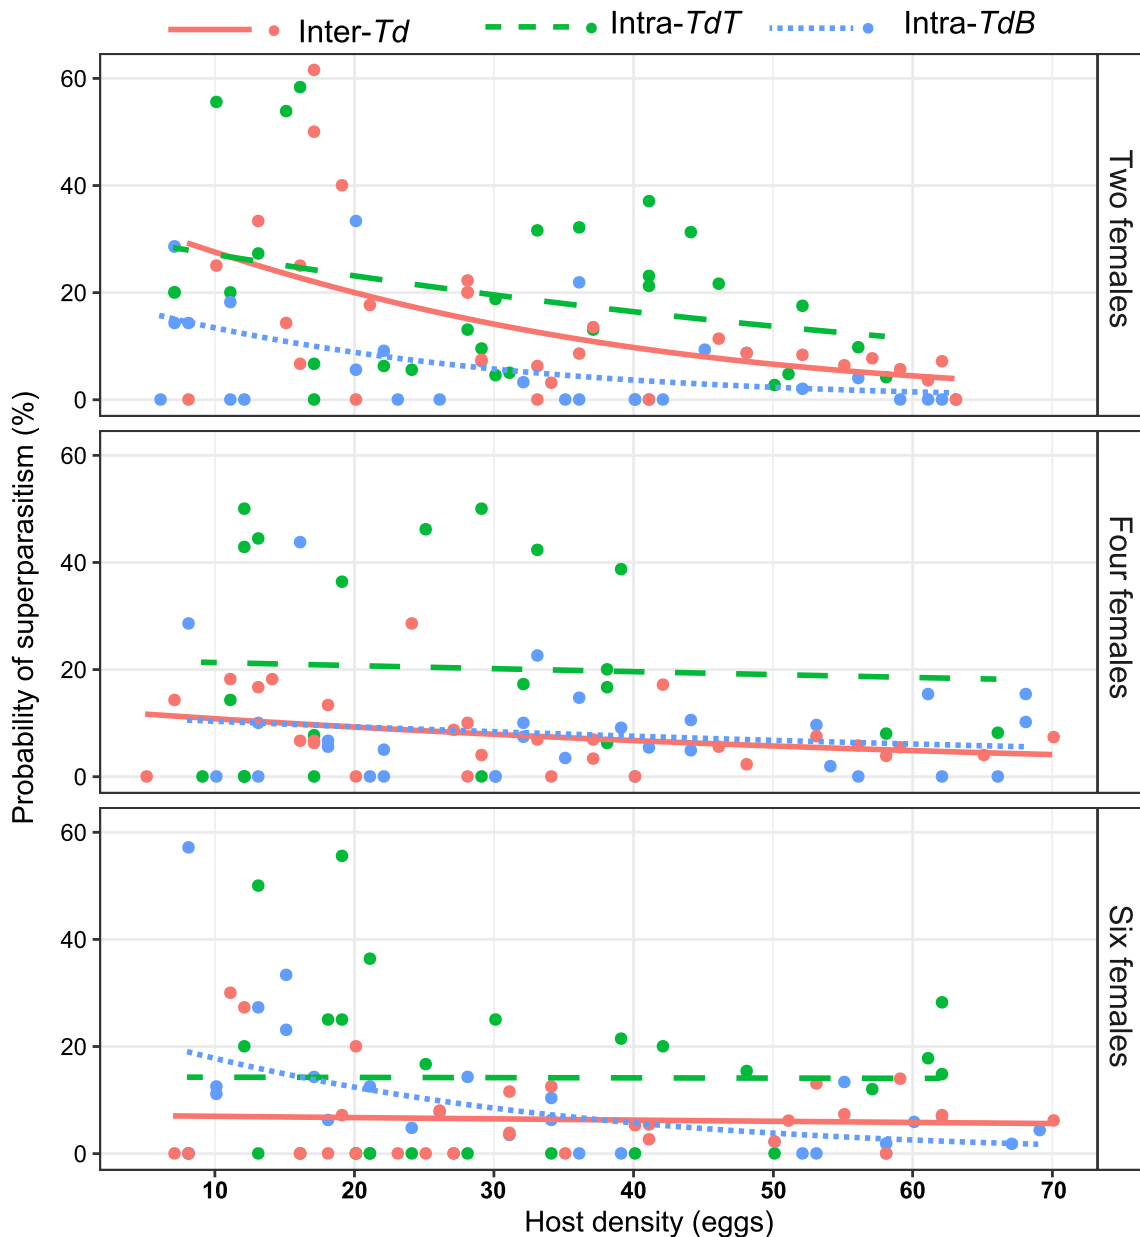 Inter-Td Intra-TdT Intra-TdB
60
40
20
0
Two females
60
40
20
0
Four females
60
40
20
0
Six females
Probability of superparasitism (%)
10 20 30 40 50 60 70
Host density (eggs)